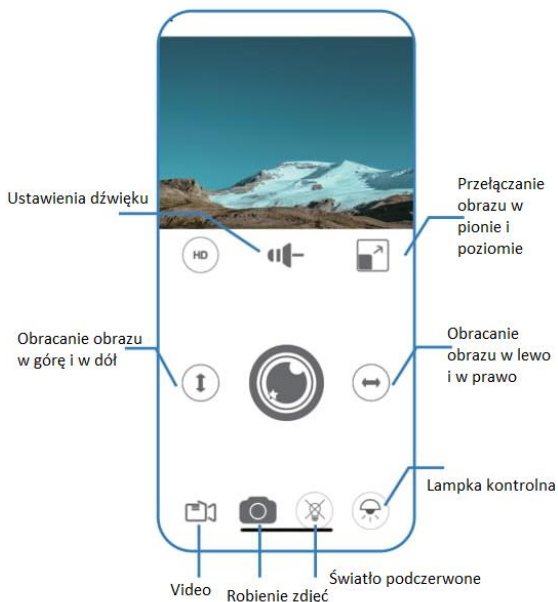 Ustawienia dźwięku
Przełączanie
obrazu w
pionie i
poziomie
HD
Obracanie obrazu
w górę i w dół
Obracanie
obrazu w lewo
i w prawo
Lampka kontrolna
Video
Robienie zdjęć
Światło podczerwone